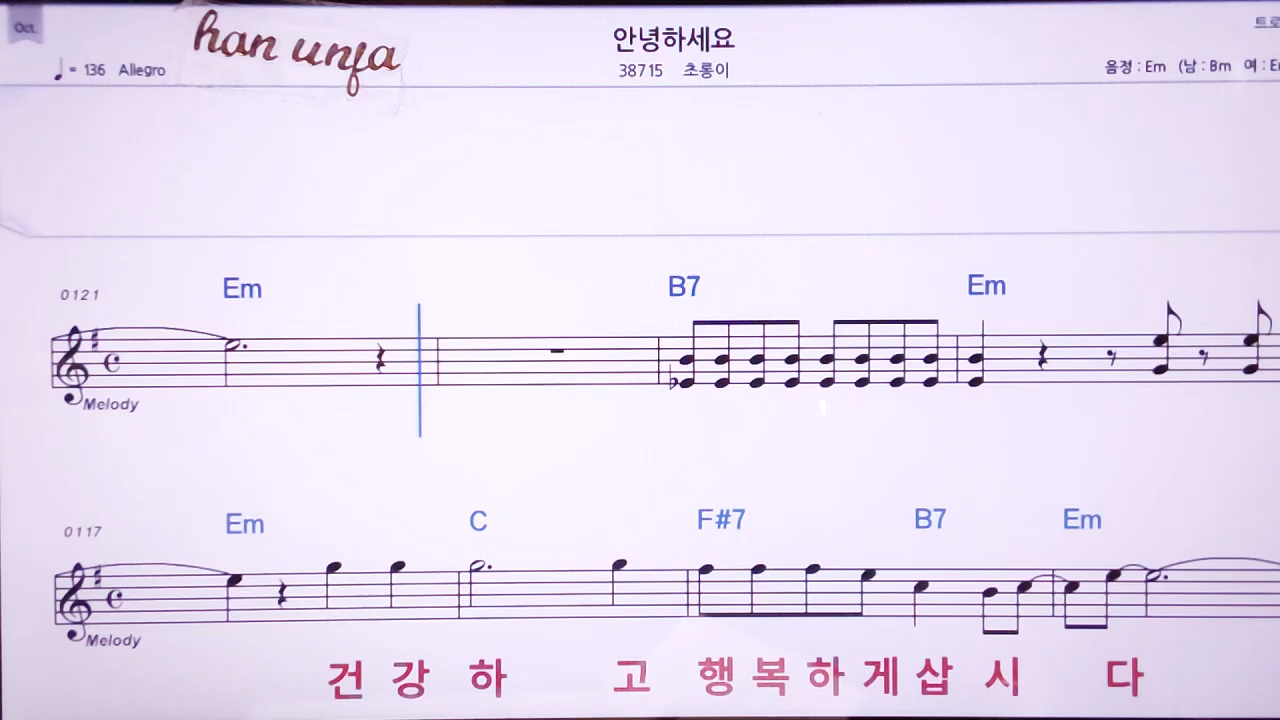 Oct.
han unja
안녕하세요
♩= 136 Allegro
38715 초롱이
음정 : Em (남 : Bm 여 :
0121
Em B7 Em
Melody
0117
Em C F#7 B7 Em
Melody
건 강 하 고 행 복 하 게 삽 시 다